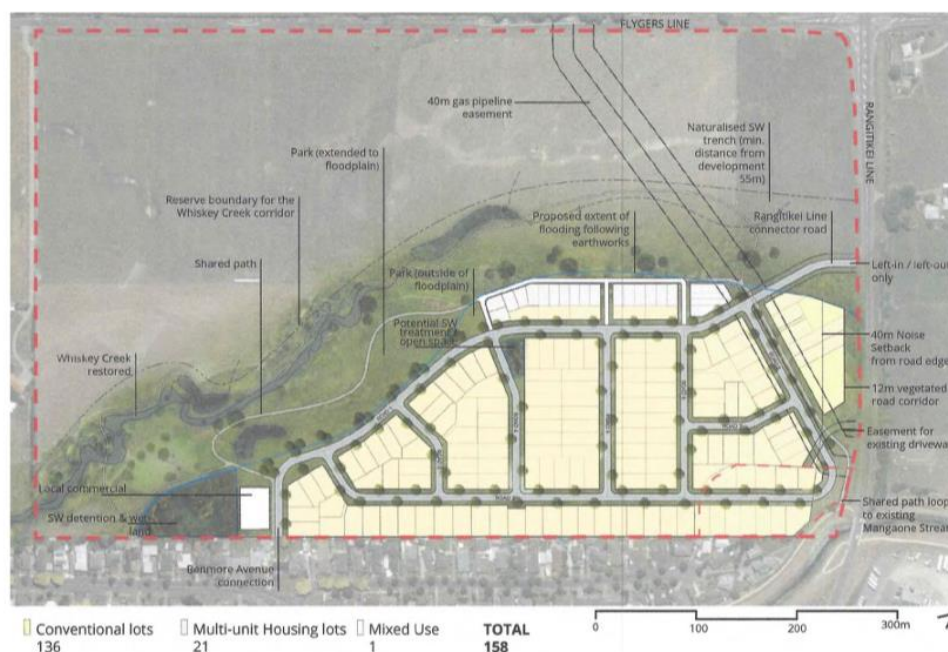 FLYGERS LINE
40m gas pipeline
easement
RANGITIKEI LINE
Naturalised SW
trench (min.
distance from
development
55m)
Park (extended to
floodplain)
Reserve boundary for the
Whiskey Creek corridor
Proposed extent of
flooding following
earthworks
Rangitikei Line
connector road
Shared path
Left-in / left-out
only
Park (outside of
floodplain)
Potential SW
treatment /
open space
40m Noise
Setback
from road edge
Whiskey Creek
restored
12m vegetated
road corridor
Easement for
existing driveway
Local commercial
SW detention & wet-
land
Shared path loop
to existing
Mangaone Stream
Benmore Avenue
connection
Conventional lots
136
Multi-unit Housing lots
21
Mixed Use
1
TOTAL
158
0 100 200 300m